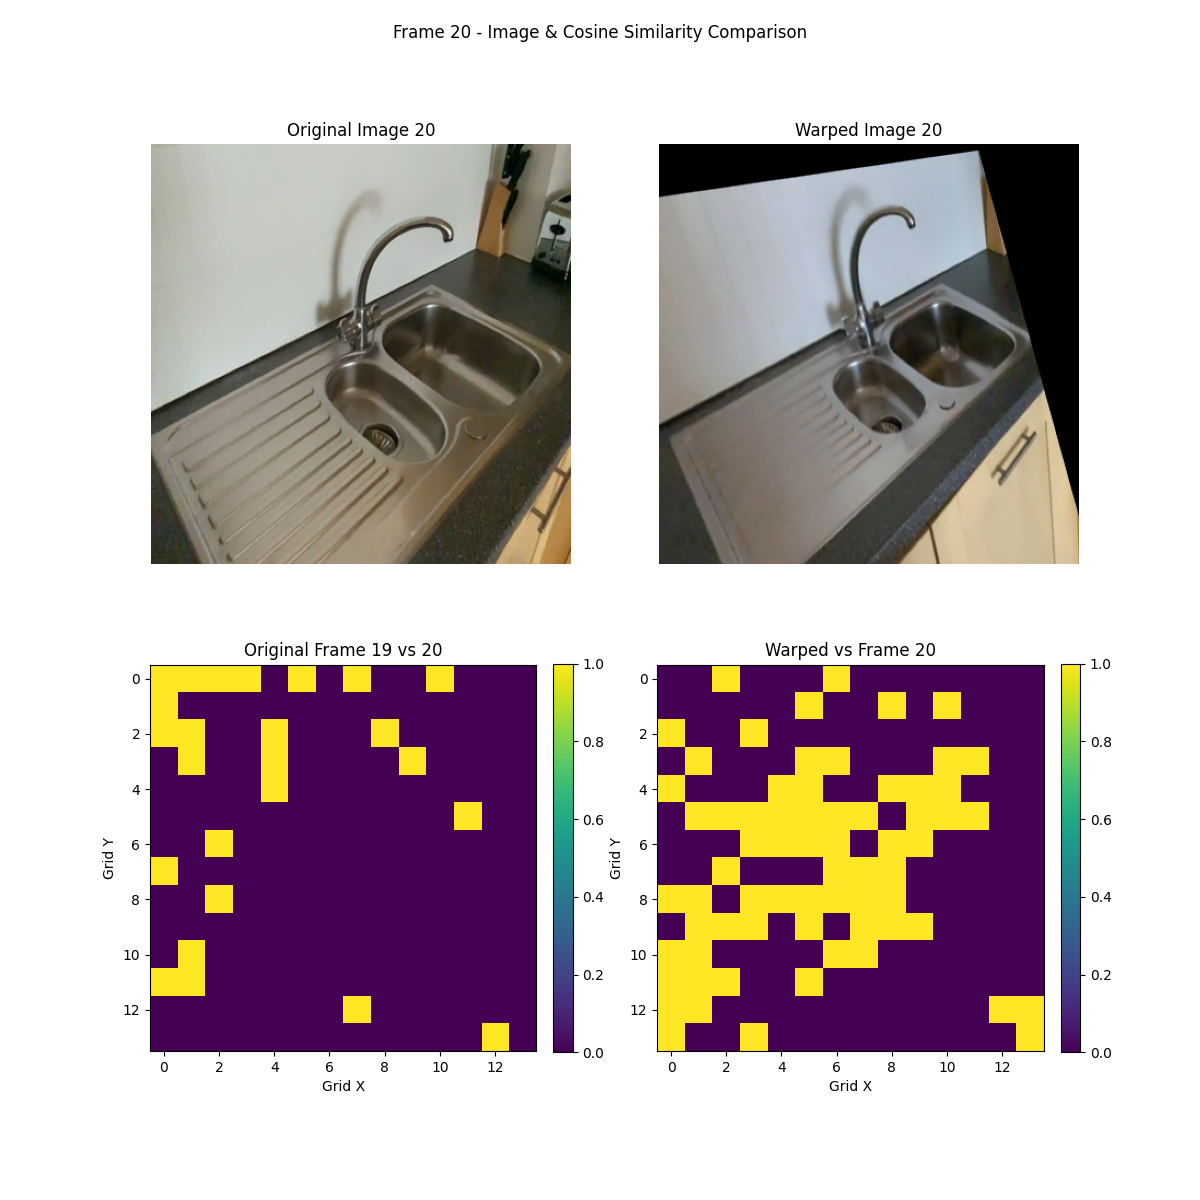 Frame 20 - Image & Cosine Similarity Comparison
Original Image 20
Warped Image 20
Original Frame 19 vs 20
0
2
4
6
8
10
12
Grid Y
0 2 4 6 8 10 12
Grid X
1.0
0.8
0.6
0.4
0.2
0.0
Warped vs Frame 20
0
2
4
6
8
10
12
Grid Y
0 2 4 6 8 10 12
Grid X
1.0
0.8
0.6
0.4
0.2
0.0